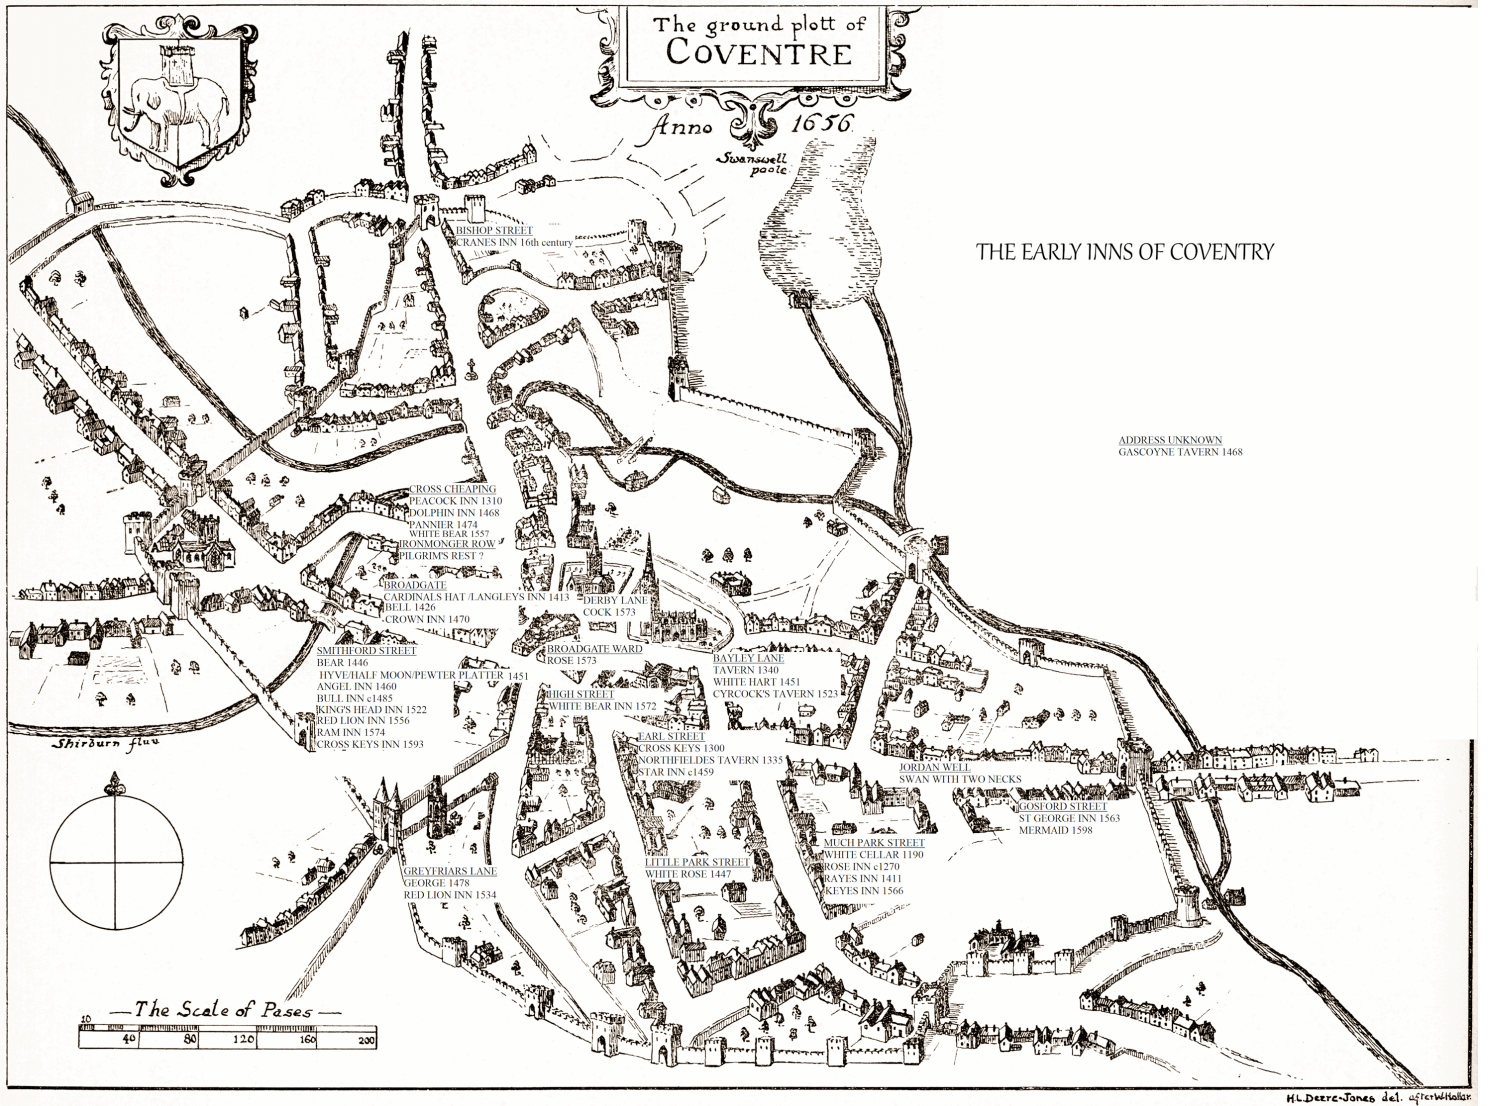 The ground plott of
COVENTRE
Anno 1656.
Swanswell
poole
THE EARLY INNS OF COVENTRY
BISHOP STREET
CRANES INN 16th century
ADDRESS UNKNOWN
GASCOYNE TAVERN 1468
CROSS CHEAPING
PEACOCK INN 1310
DOLPHIN INN 1468
PANNIER 1474
WHITE BEAR 1557
IRONMONGER ROW
PILGRIM'S REST ?
BROADGATE
CARDINALS HAT /LANGLEYS INN 1413
BELL 1426
CROWN INN 1470
DERBY LANE
COCK 1573
SMITHFORD STREET
BEAR 1446
HYVE/HALF MOON/PEWTER PLATTER 1451
ANGEL INN 1460
BULL INN c1485
KING'S HEAD INN 1522
RED LION INN 1556
RAM INN 1574
CROSS KEYS INN 1593
BROADGATE WARD
ROSE 1573
HIGH STREET
WHITE BEAR INN 1572
BAYLEY LANE
TAVERN 1340
WHITE HART 1451
CYRCOCK'S TAVERN 1523
EARL STREET
CROSS KEYS 1300
NORTHFIELDES TAVERN 1335
STAR INN c1459
JORDAN WELL
SWAN WITH TWO NECKS
GOSFORD STREET
ST GEORGE INN 1563
MERMAID 1598
MUCH PARK STREET
WHITE CELLAR 1190
ROSE INN c1270
RAYES INN 1411
KEYES INN 1566
LITTLE PARK STREET
WHITE ROSE 1447
GREYFRIARS LANE
GEORGE 1478
RED LION INN 1534
Shirburn fluu
The Scale of Pases
10 40 80 120 160 200
H.L.Deere-Jones del. after W.Hollar.